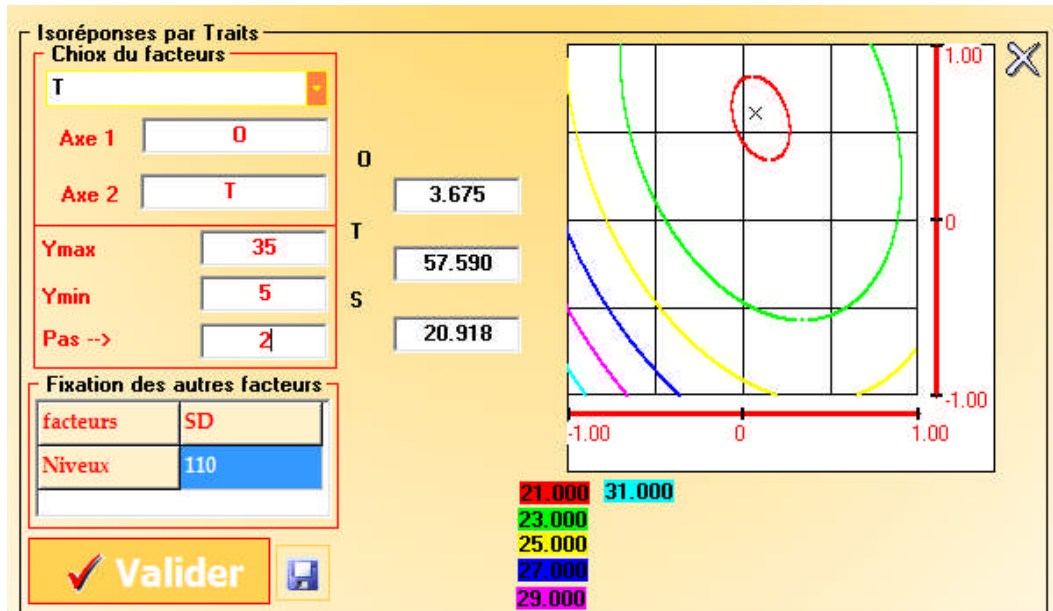 Isoréponses par Traits
Chiox du facteurs
T
Axe 1 O
Axe 2 T
Ymax 35
Ymin 5
Pas --> 2
O
3.675
T
57.590
S
20.918
Fixation des autres facteurs
facteurs SD
Niveux 110
Valider
1.00
0
-1.00
-1.00 0 1.00
21.000 31.000
23.000
25.000
27.000
29.000